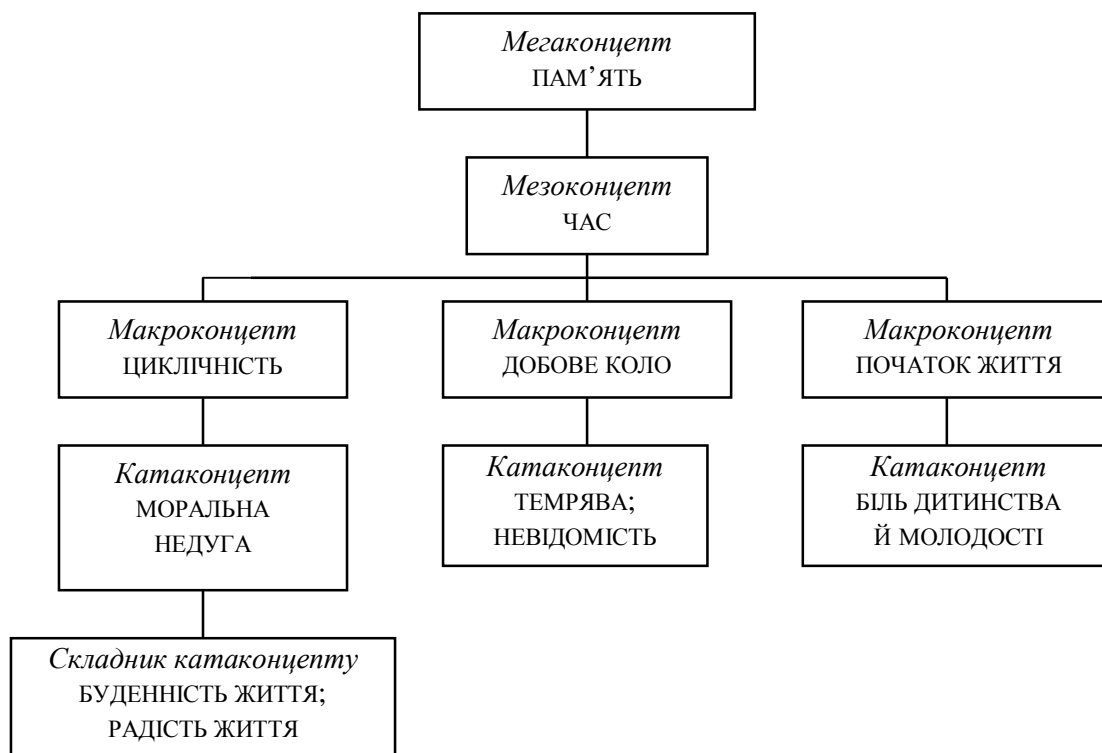 Мегаконцепт
ПАМ’ЯТЬ
Мезоконцепт
ЧАС
Макроконцепт
ЦИКЛІЧНІСТЬ
Макроконцепт
ДОБОВЕ КОЛО
Макроконцепт
ПОЧАТОК ЖИТТЯ
Катаконцепт
МОРАЛЬНА
НЕДУГА
Катаконцепт
ТЕМРЯВА;
НЕВІДОМІСТЬ
Катаконцепт
БІЛЬ ДИТИНСТВА
Й МОЛОДОСТІ
Складник катаконцепту
БУДЕННІСТЬ ЖИТТЯ;
РАДІСТЬ ЖИТТЯ